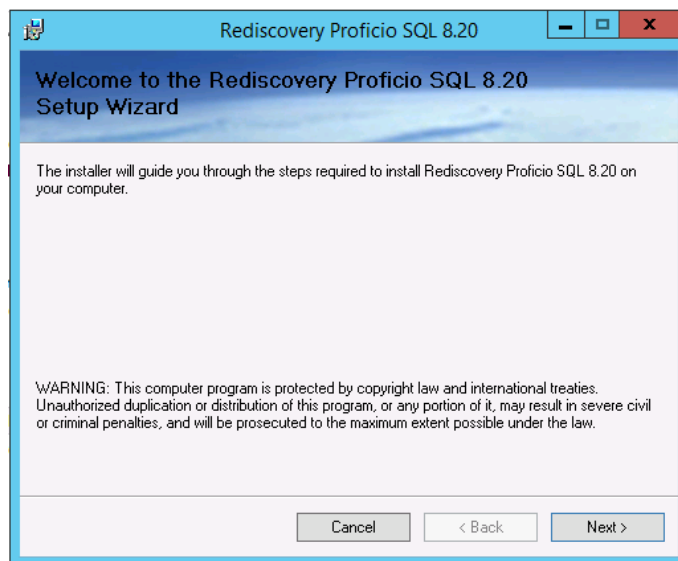 Rediscovery Proficio SQL 8.20
Welcome to the Rediscovery Proficio SQL 8.20
Setup Wizard
The installer will guide you through the steps required to install Rediscovery Proficio SQL 8.20 on
your computer.
WARNING: This computer program is protected by copyright law and international treaties.
Unauthorized duplication or distribution of this program, or any portion of it, may result in severe civil
or criminal penalties, and will be prosecuted to the maximum extent possible under the law.
Cancel < Back Next >